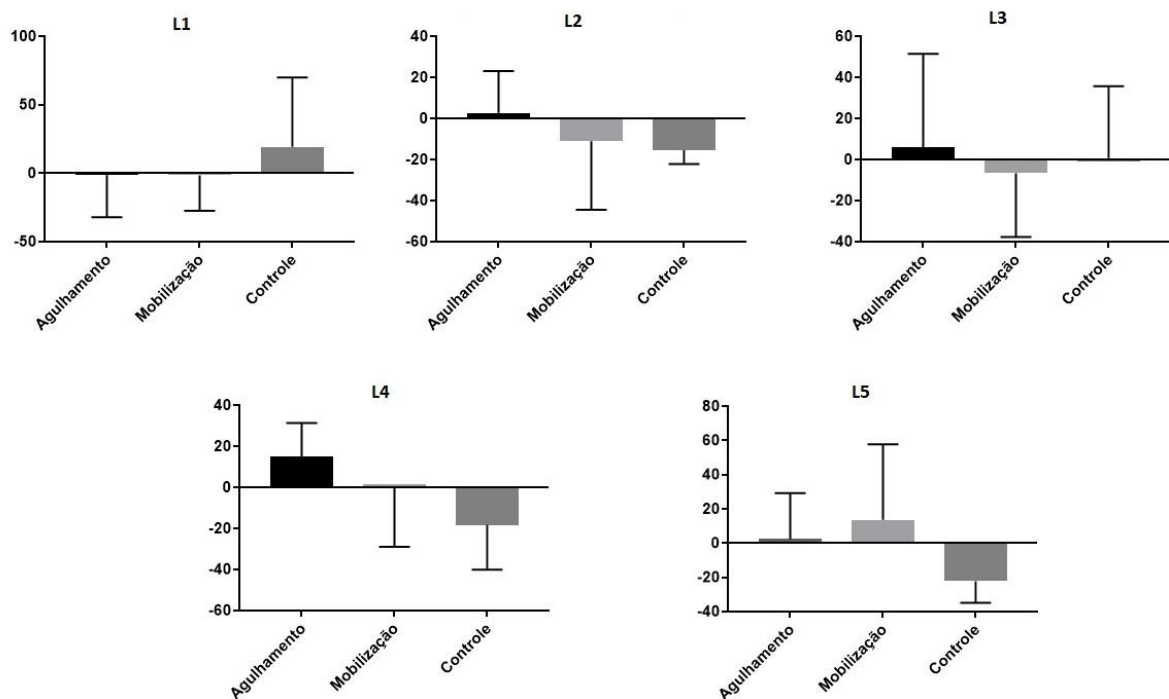 L1
100
50
0
-50
Agulhamento
Mobilização
Controle
L2
40
20
0
-20
-40
-60
Agulhamento
Mobilização
Controle
L3
60
40
20
0
-20
-40
Agulhamento
Mobilização
Controle
L4
40
20
0
-20
-40
-60
Agulhamento
Mobilização
Controle
L5
80
60
40
20
0
-20
-40
Agulhamento
Mobilização
Controle